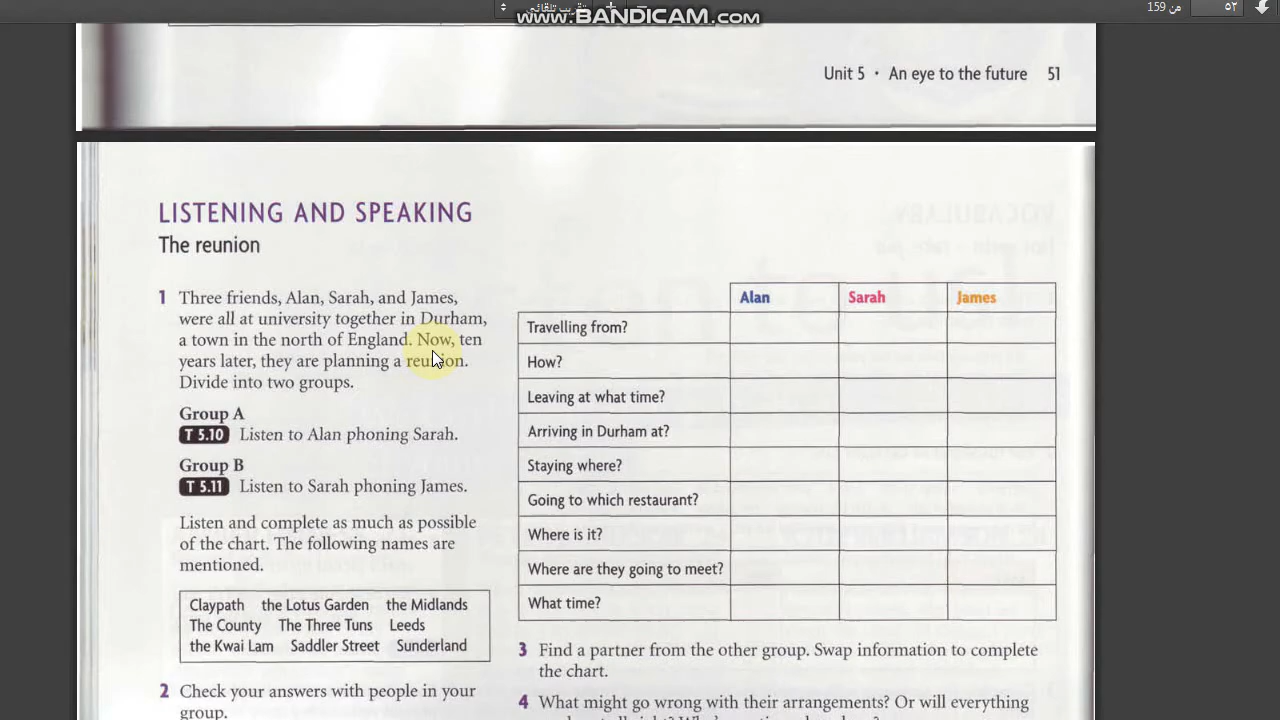 من 159
٥٢
تقريب تلقائي
www.BANDICAM.com
Unit 5 • An eye to the future 51
LISTENING AND SPEAKING
The reunion
1 Three friends, Alan, Sarah, and James,
were all at university together in Durham,
a town in the north of England. Now, ten
years later, they are planning a reunion.
Divide into two groups.
Group A
T 5.10 Listen to Alan phoning Sarah.
Group B
T 5.11 Listen to Sarah phoning James.
Listen and complete as much as possible
of the chart. The following names are
mentioned.
Claypath the Lotus Garden the Midlands
The County The Three Tuns Leeds
the Kwai Lam Saddler Street Sunderland
2 Check your answers with people in your
group.
Alan Sarah James
Travelling from?
How?
Leaving at what time?
Arriving in Durham at?
Staying where?
Going to which restaurant?
Where is it?
Where are they going to meet?
What time?
3 Find a partner from the other group. Swap information to complete
the chart.
4 What might go wrong with their arrangements? Or will everything
VOCABULARY